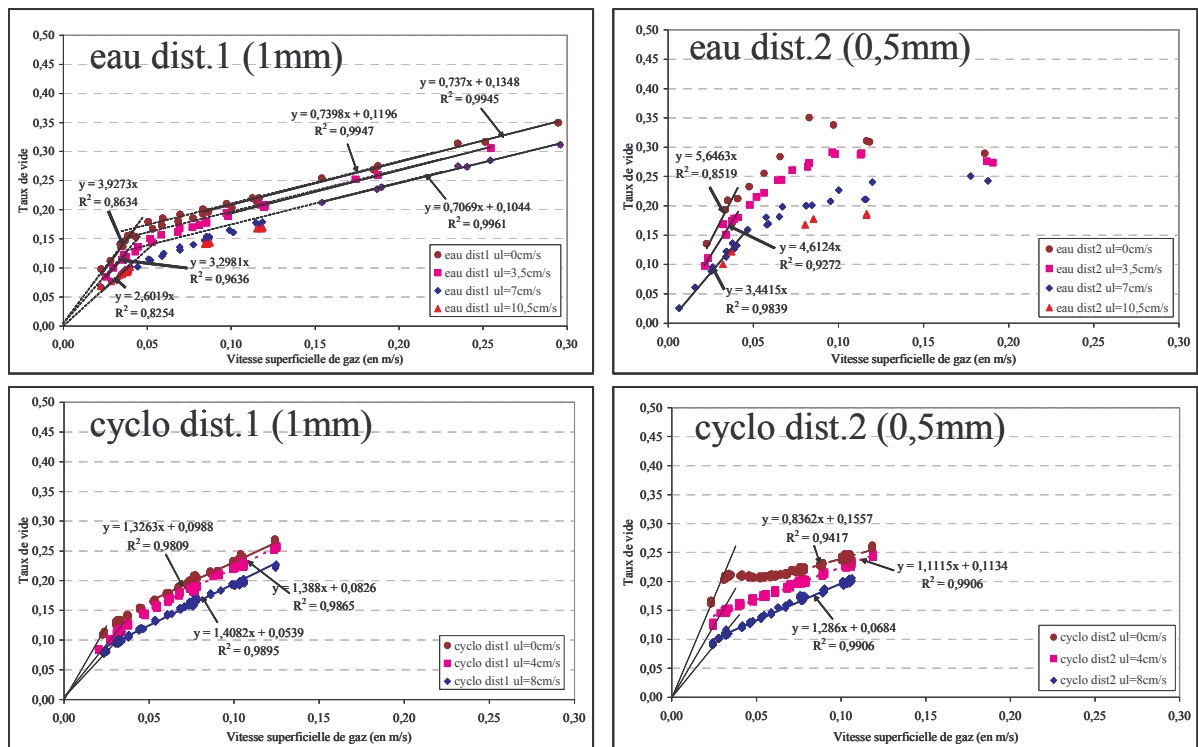 eau dist.1 (1mm)
0,50
0,45
0,40
0,35
0,30
0,25
0,20
0,15
0,10
0,05
0,00
Taux de vide
y = 0,737x + 0,1348
R² = 0,9945
y = 0,7398x + 0,1196
R² = 0,9947
y = 3,9273x
R² = 0,8634
y = 0,7069x + 0,1044
R² = 0,9961
y = 3,2981x
R² = 0,9636
y = 2,6019x
R² = 0,8254
eau dist1 ul=0cm/s
eau dist1 ul=3,5cm/s
eau dist1 ul=7cm/s
eau dist1 ul=10,5cm/s
0,00 0,05 0,10 0,15 0,20 0,25 0,30
Vitesse superficielle de gaz (en m/s)
eau dist.2 (0,5mm)
0,50
0,45
0,40
0,35
0,30
0,25
0,20
0,15
0,10
0,05
0,00
Taux de vide
y = 5,6463x
R² = 0,8519
y = 4,6124x
R² = 0,9272
y = 3,4415x
R² = 0,9839
eau dist2 ul=0cm/s
eau dist2 ul=3,5cm/s
eau dist2 ul=7cm/s
eau dist2 ul=10,5cm/s
0,00 0,05 0,10 0,15 0,20 0,25 0,30
Vitesse superficielle de gaz (en m/s)
cyclo dist.1 (1mm)
0,50
0,45
0,40
0,35
0,30
0,25
0,20
0,15
0,10
0,05
0,00
Taux de vide
y = 1,3263x + 0,0988
R² = 0,9809
y = 1,388x + 0,0826
R² = 0,9865
y = 1,4082x + 0,0539
R² = 0,9895
cyclo dist1 ul=0cm/s
cyclo dist1 ul=4cm/s
cyclo dist1 ul=8cm/s
0,00 0,05 0,10 0,15 0,20 0,25 0,30
Vitesse superficielle de gaz (en m/s)
cyclo dist.2 (0,5mm)
0,50
0,45
0,40
0,35
0,30
0,25
0,20
0,15
0,10
0,05
0,00
Taux de vide
y = 0,8362x + 0,1557
R² = 0,9417
y = 1,1115x + 0,1134
R² = 0,9906
y = 1,286x + 0,0684
R² = 0,9906
cyclo dist2 ul=0cm/s
cyclo dist2 ul=4cm/s
cyclo dist2 ul=8cm/s
0,00 0,05 0,10 0,15 0,20 0,25 0,30
Vitesse superficielle de gaz (en m/s)